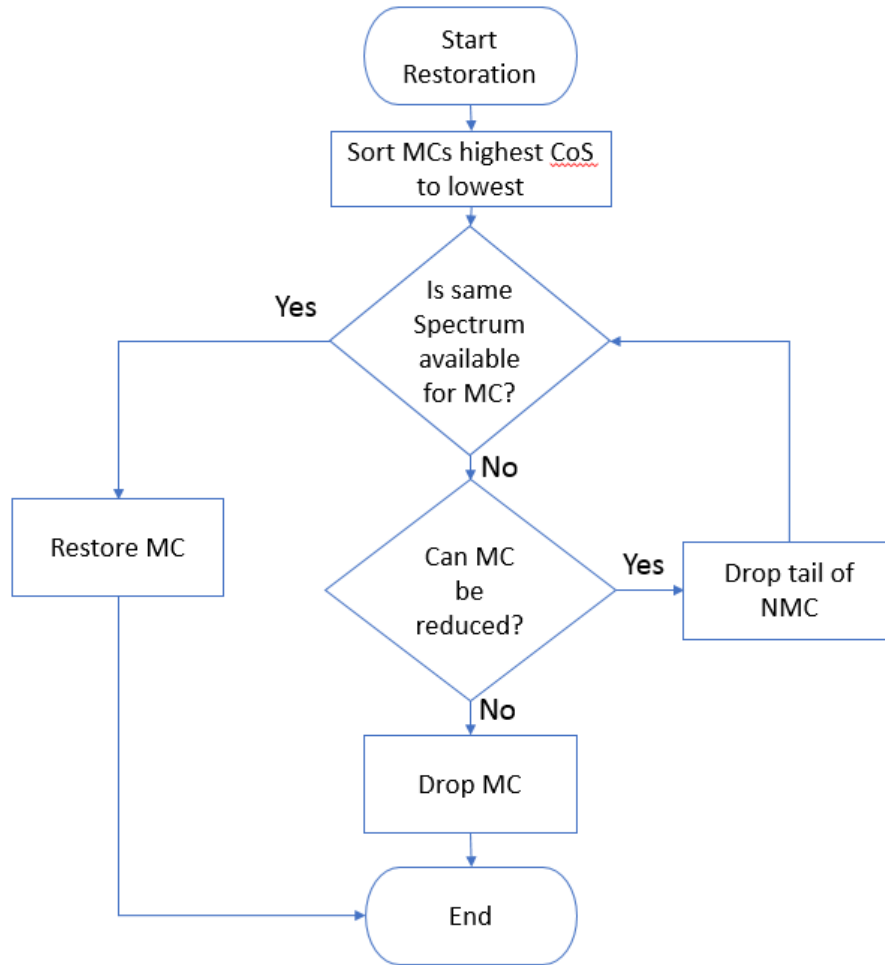 Start
Restoration
Sort MCs highest CoS
to lowest
Is same
Spectrum
available
for MC?
Yes
No
Restore MC
Can MC
be
reduced?
Yes
Drop tail of
NMC
No
Drop MC
End